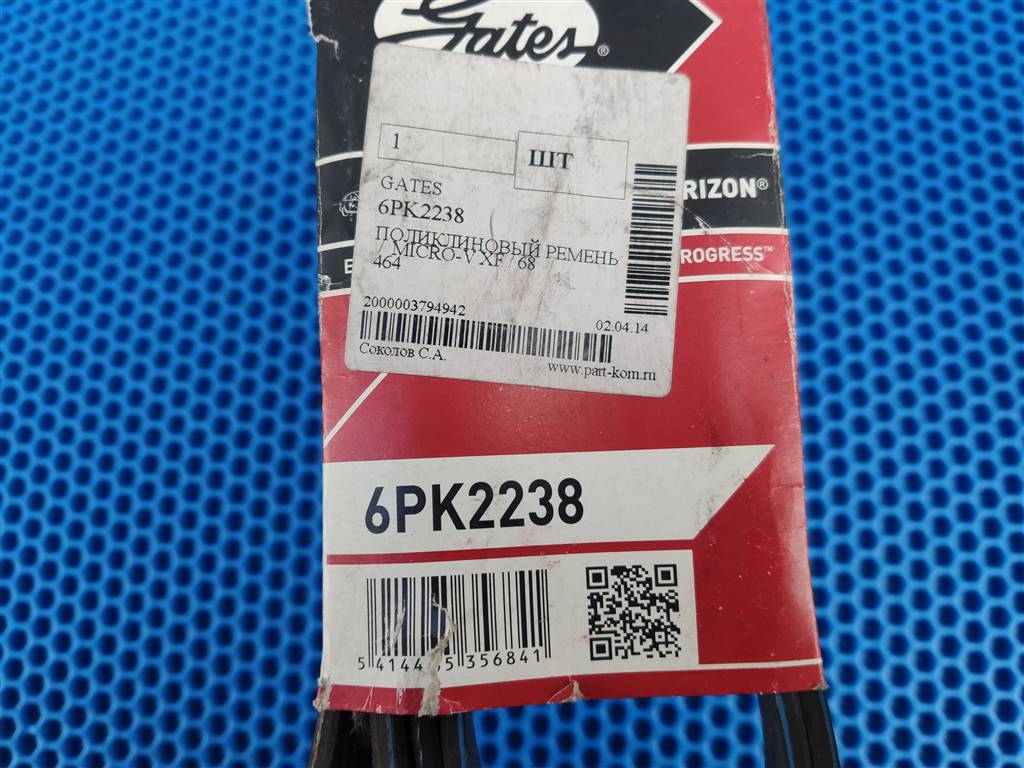 Gates®
1 ШТ
GATES
6PK2238
ПОЛИКЛИНОВЫЙ РЕМЕНЬ
/ MICRO-V XF / 68
464
2000003794942
02.04.14
Соколов С.А.
www.part-kom.ru
RIZON®
ROGRESS™
6PK2238